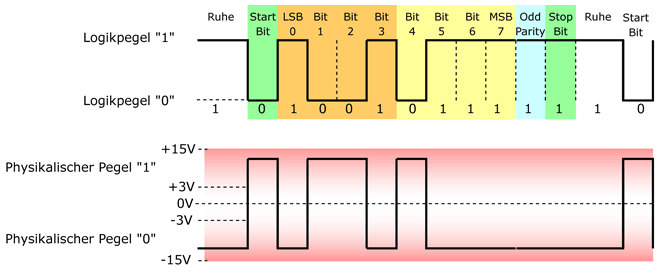 Ruhe Start LSB Bit Bit Bit Bit Bit Bit MSB Odd Stop Ruhe Start
Bit 0 1 2 3 4 5 6 7 Parity Bit Bit
Logikpegel "1"
Logikpegel "0"
1 0 1 0 0 1 0 1 1 1 1 1 1 0
+15V
Physikalischer Pegel "1"
+3V
0V
-3V
Physikalischer Pegel "0"
-15V